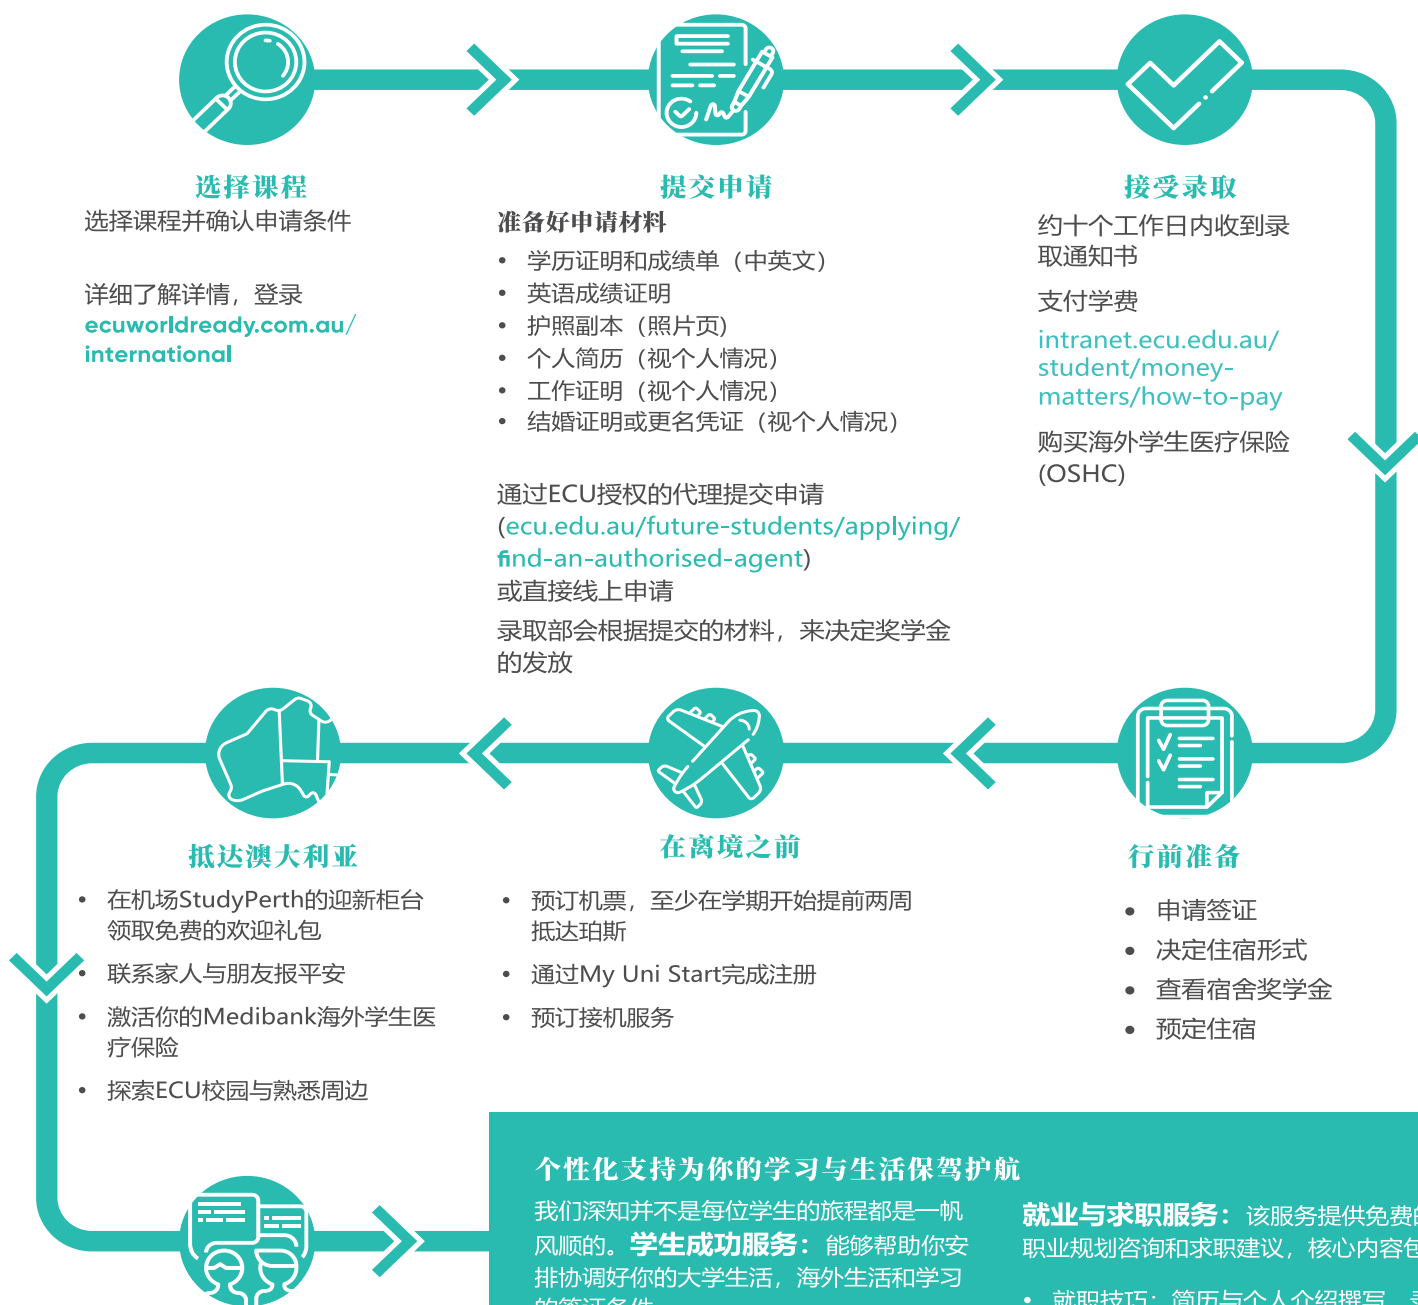 选择课程
选择课程并确认申请条件
详细了解详情，登录
ecuworldready.com.au/
international
提交申请
准备好申请材料
• 学历证明和成绩单（中英文）
• 英语成绩证明
• 护照副本（照片页)
• 个人简历（视个人情况）
• 工作证明（视个人情况）
• 结婚证明或更名凭证（视个人情况）
通过ECU授权的代理提交申请
(ecu.edu.au/future-students/applying/
find-an-authorised-agent)
或直接线上申请
录取部会根据提交的材料，来决定奖学金
的发放
接受录取
约十个工作日内收到录
取通知书
支付学费
intranet.ecu.edu.au/
student/money-
matters/how-to-pay
购买海外学生医疗保险
(OSHC)
行前准备
• 申请签证
• 决定住宿形式
• 查看宿舍奖学金
• 预定住宿
在离境之前
• 预订机票，至少在学期开始提前两周
抵达珀斯
• 通过My Uni Start完成注册
• 预订接机服务
抵达澳大利亚
• 在机场StudyPerth的迎新柜台
领取免费的欢迎礼包
• 联系家人与朋友报平安
• 激活你的Medibank海外学生医
疗保险
• 探索ECU校园与熟悉周边
个性化支持为你的学习与生活保驾护航
我们深知并不是每位学生的旅程都是一帆
风顺的。学生成功服务：能够帮助你安
排协调好你的大学生活，海外生活和学习
的签证条件
就业与求职服务：该服务提供免费的
职业规划咨询和求职建议，核心内容包
• 就职技巧：简历与个人介绍撰写